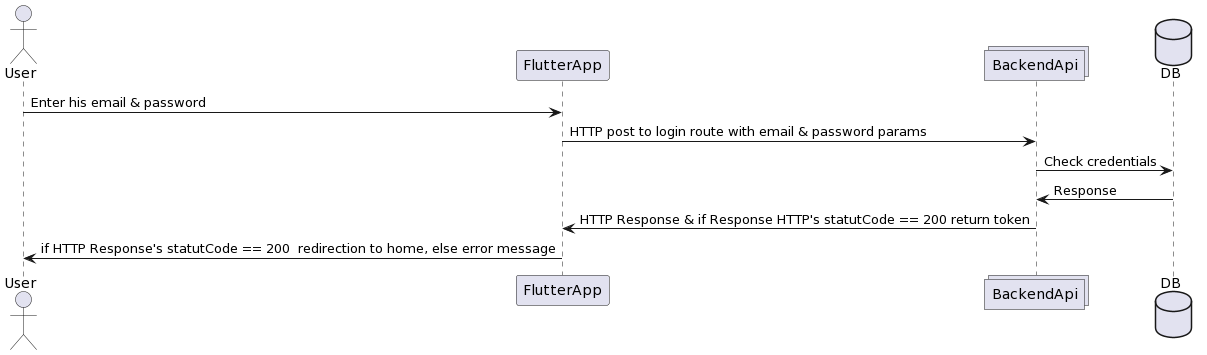 User
FlutterApp
BackendApi
DB
Enter his email & password
HTTP post to login route with email & password params
Check credentials
Response
HTTP Response & if Response HTTP's statutCode == 200 return token
if HTTP Response's statutCode == 200  redirection to home, else error message
User
FlutterApp
BackendApi
DB